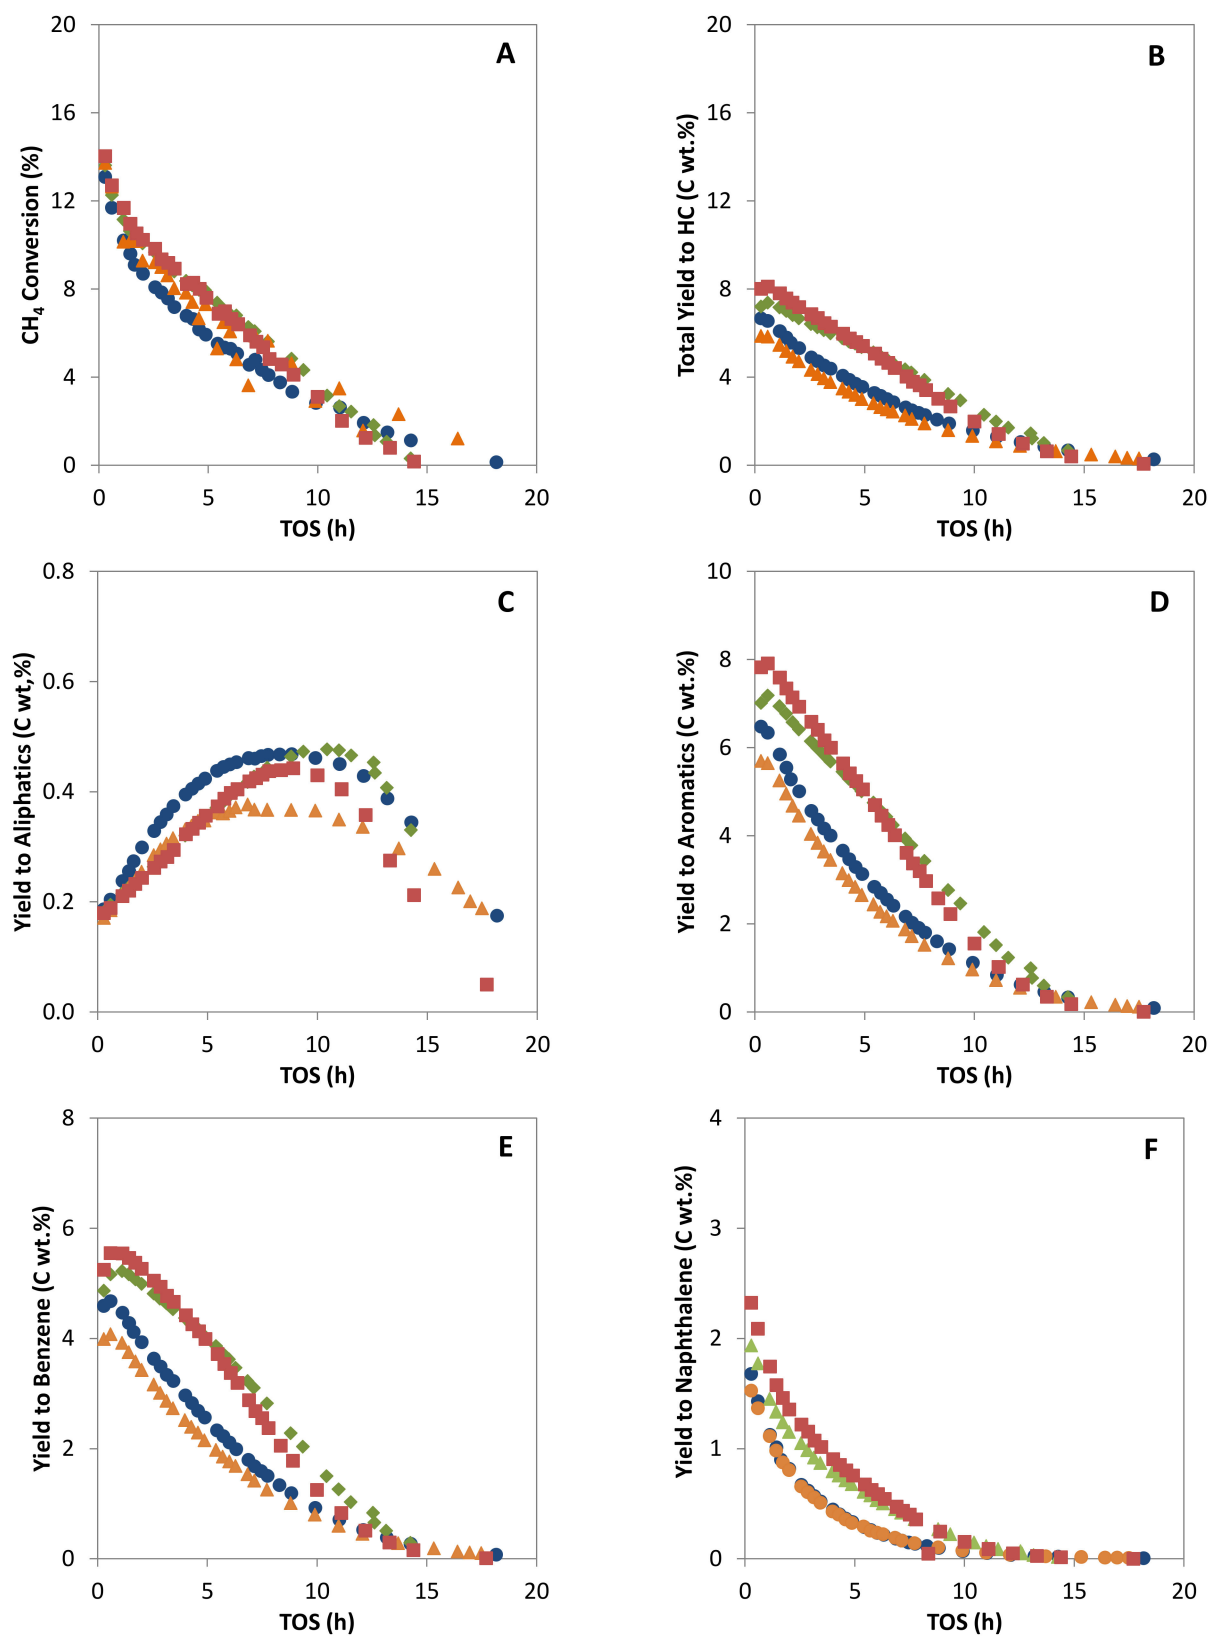 A
CH4 Conversion (%)
20
16
12
8
4
0
0 5 10 15 20
TOS (h)
B
Total Yield to HC (C wt.%)
20
16
12
8
4
0
0 5 10 15 20
TOS (h)
C
Yield to Aliphatics (C wt,%)
0.8
0.6
0.4
0.2
0.0
0 5 10 15 20
TOS (h)
D
Yield to Aromatics (C wt.%)
10
8
6
4
2
0
0 5 10 15 20
TOS (h)
E
Yield to Benzene (C wt.%)
8
6
4
2
0
0 5 10 15 20
TOS (h)
F
Yield to Naphthalene (C wt.%)
4
3
2
1
0
0 5 10 15 20
TOS (h)